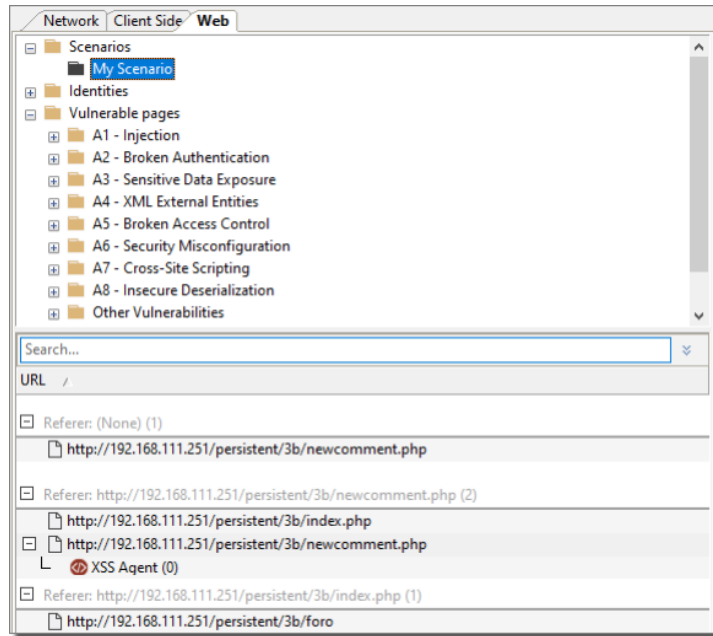 Network Client Side Web
Scenarios
My Scenario
Identities
Vulnerable pages
A1 - Injection
A2 - Broken Authentication
A3 - Sensitive Data Exposure
A4 - XML External Entities
A5 - Broken Access Control
A6 - Security Misconfiguration
A7 - Cross-Site Scripting
A8 - Insecure Deserialization
Other Vulnerabilities
Search...
URL
Referer: (None) (1)
http://192.168.111.251/persistent/3b/newcomment.php
Referer: http://192.168.111.251/persistent/3b/newcomment.php (2)
http://192.168.111.251/persistent/3b/index.php
http://192.168.111.251/persistent/3b/newcomment.php
XSS Agent (0)
Referer: http://192.168.111.251/persistent/3b/index.php (1)
http://192.168.111.251/persistent/3b/foro